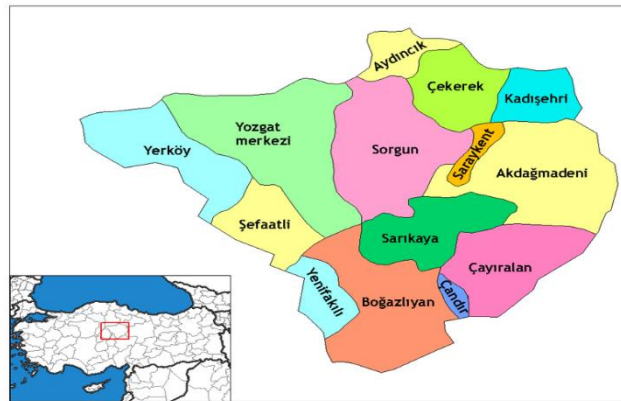 Aydıncık
Çekerek
Kadışehri
Yozgat
merkezi
Yerköy
Sorgun
Saraykent
Akdağmadeni
Şefaatli
Sarıkaya
Çayıralan
Yenifakılı
Boğazlıyan
Çandır